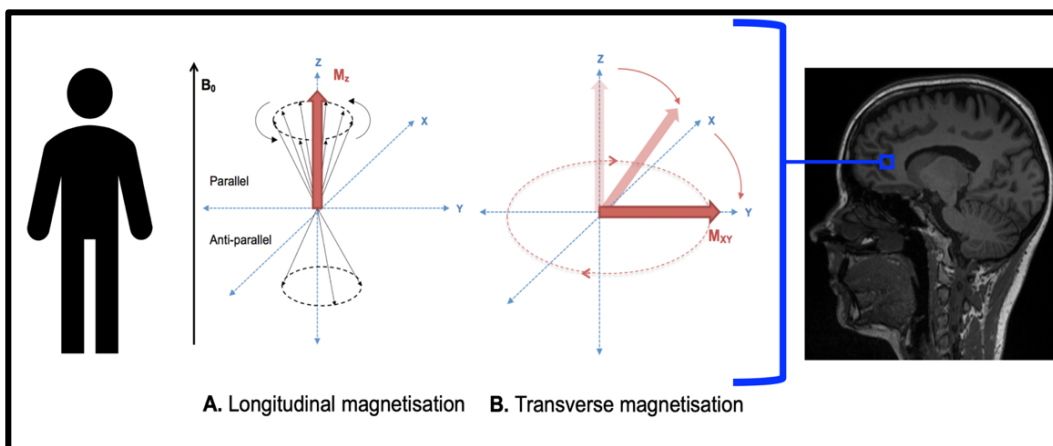 B0
Parallel
Anti-parallel
Z
Mz
X
Y
Z
X
Y
MXY
A. Longitudinal magnetisation
B. Transverse magnetisation